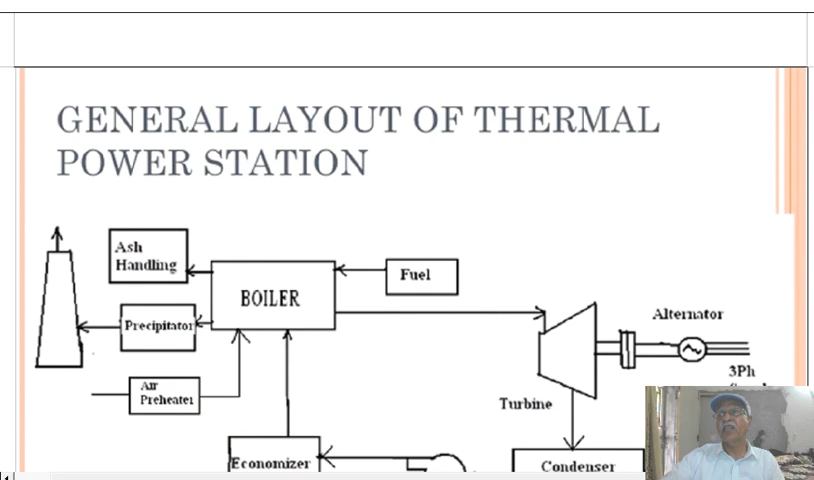 GENERAL LAYOUT OF THERMAL
POWER STATION
Ash
Handling
BOILER
Fuel
Precipitator
Alternator
3Ph
Air
Preheater
Turbine
Economizer
Condenser